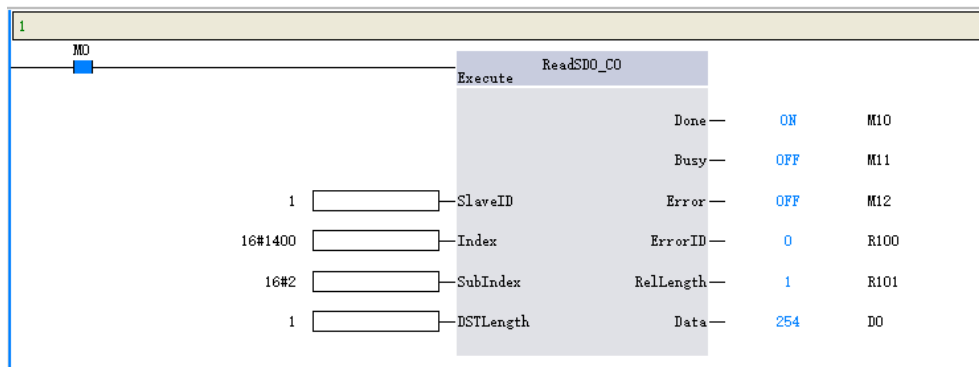 1
M0
ReadSDO_CO
Execute
Done ON M10
Busy OFF M11
1 SlaveID Error OFF M12
16#1400 Index ErrorID 0 R100
16#2 SubIndex RelLength 1 R101
1 DSTLength Data 254 D0